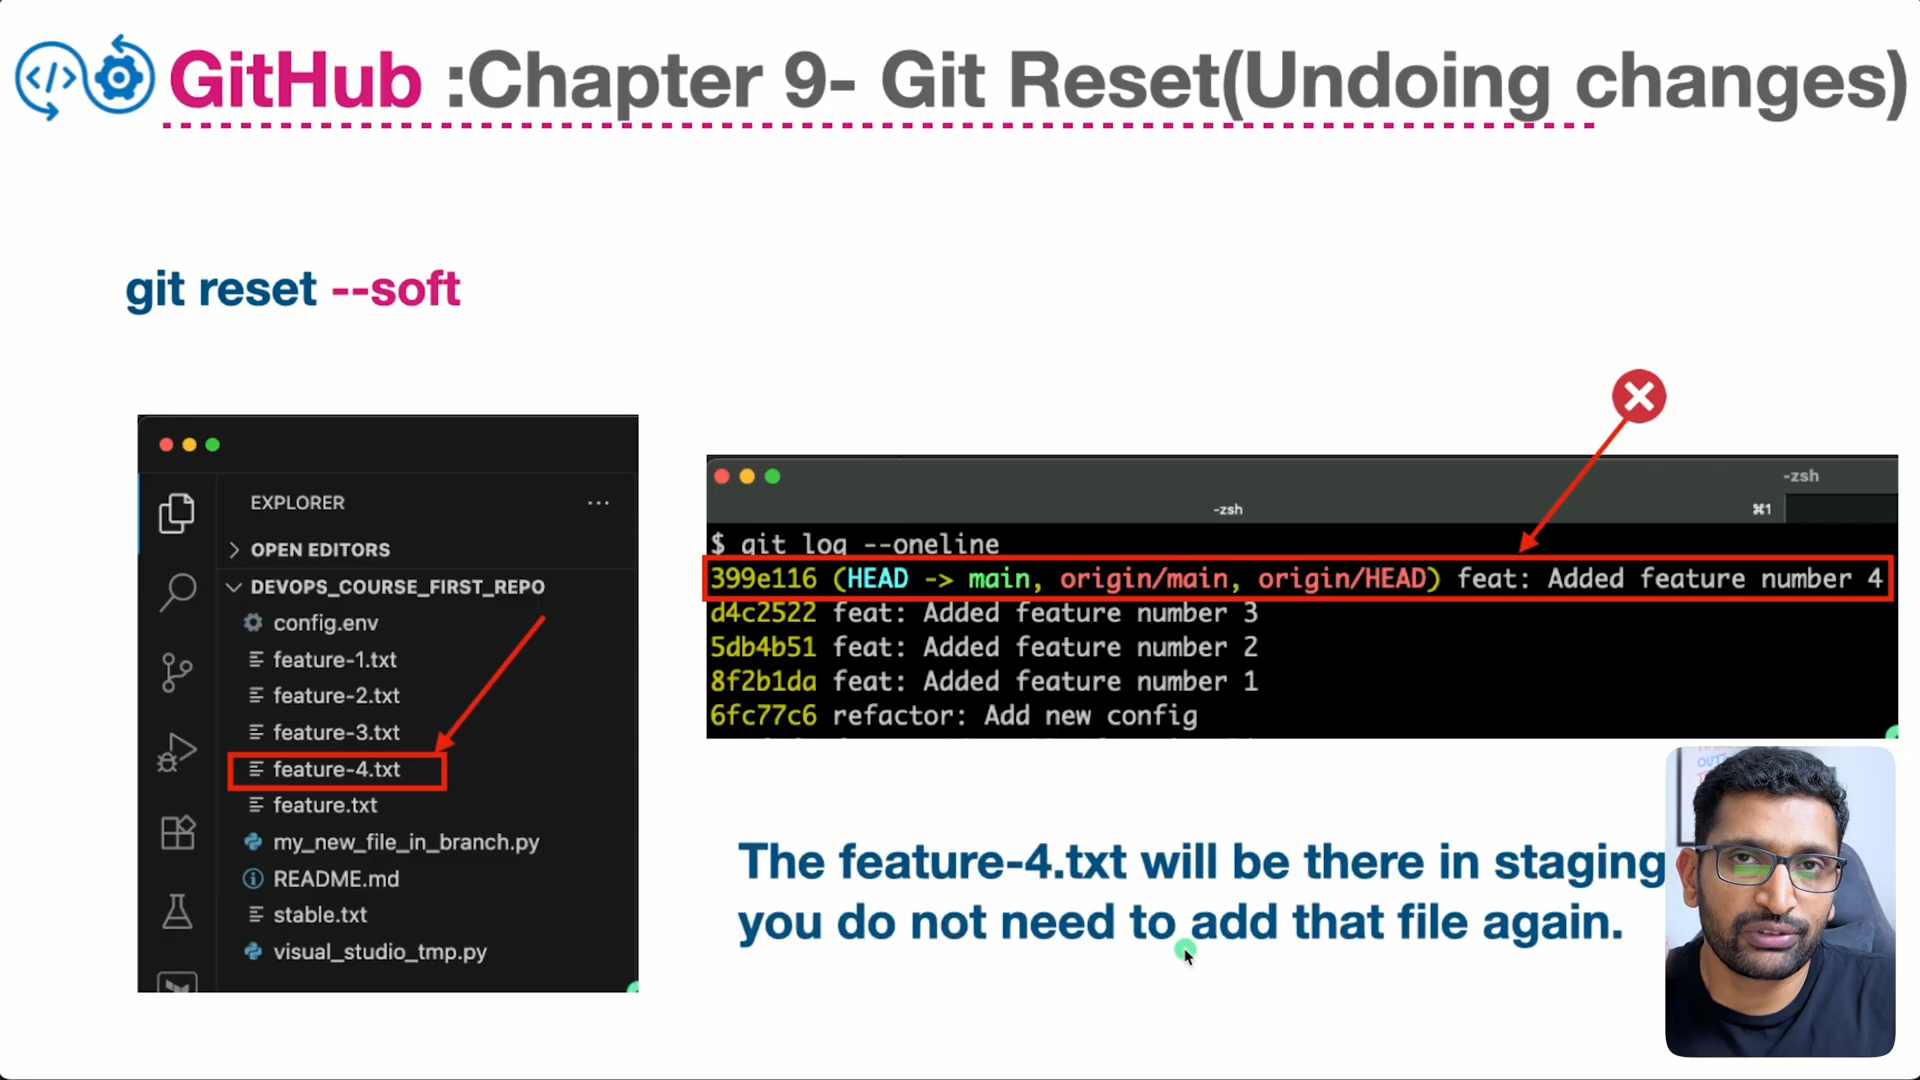 GitHub :Chapter 9- Git Reset(Undoing changes)
git reset --soft
EXPLORER
OPEN EDITORS
DEVOPS_COURSE_FIRST_REPO
config.env
feature-1.txt
feature-2.txt
feature-3.txt
feature-4.txt
feature.txt
my_new_file_in_branch.py
README.md
stable.txt
visual_studio_tmp.py
-zsh
-zsh ⌘1
$ git log --oneline
399e116 (HEAD -> main, origin/main, origin/HEAD) feat: Added feature number 4
d4c2522 feat: Added feature number 3
5db4b51 feat: Added feature number 2
8f2b1da feat: Added feature number 1
6fc77c6 refactor: Add new config
The feature-4.txt will be there in staging
you do not need to add that file again.